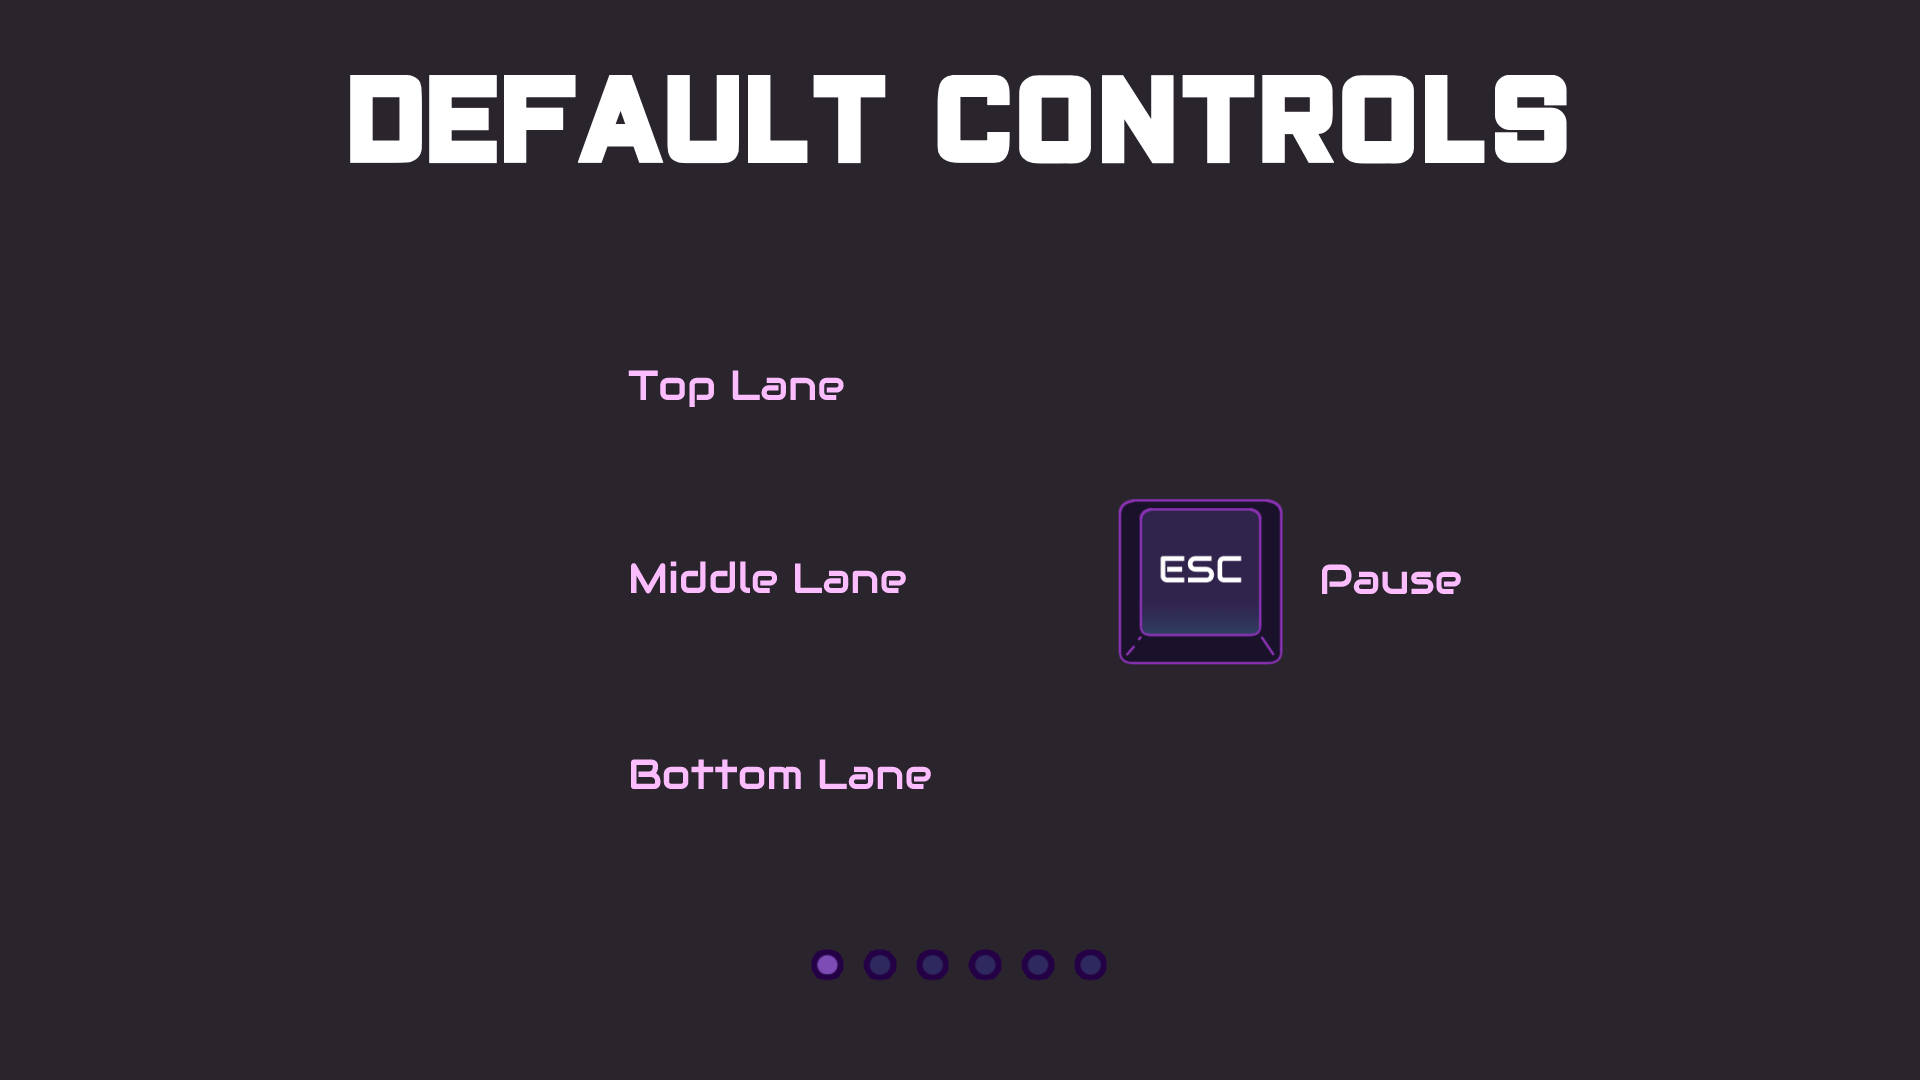 DEFAULT CONTROLS
Top Lane
Middle Lane
ESC Pause
Bottom Lane